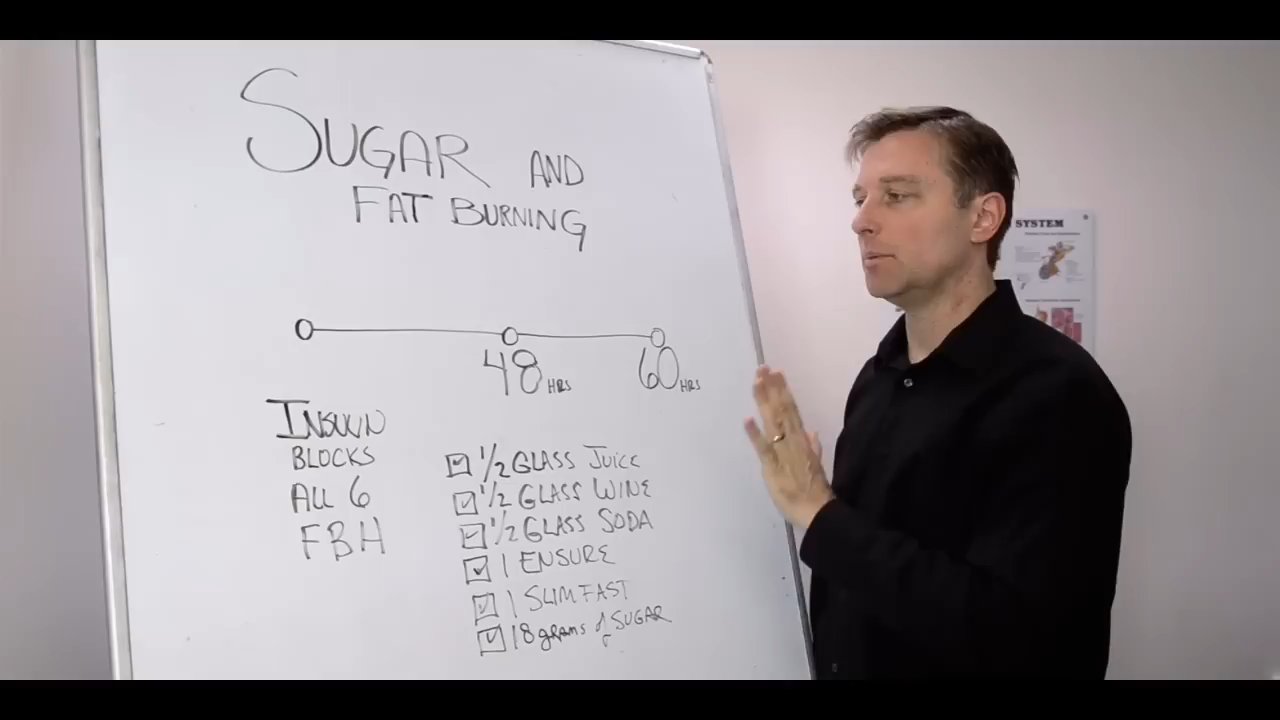 SUGAR AND
FAT BURNING
48 HRS
60 HRS
INSULIN
BLOCKS
ALL 6
FBH
1/2 GLASS JUICE
1/2 GLASS WINE
1/2 GLASS SODA
1 ENSURE
1 SLIMFAST
18 grams of SUGAR
SYSTEM